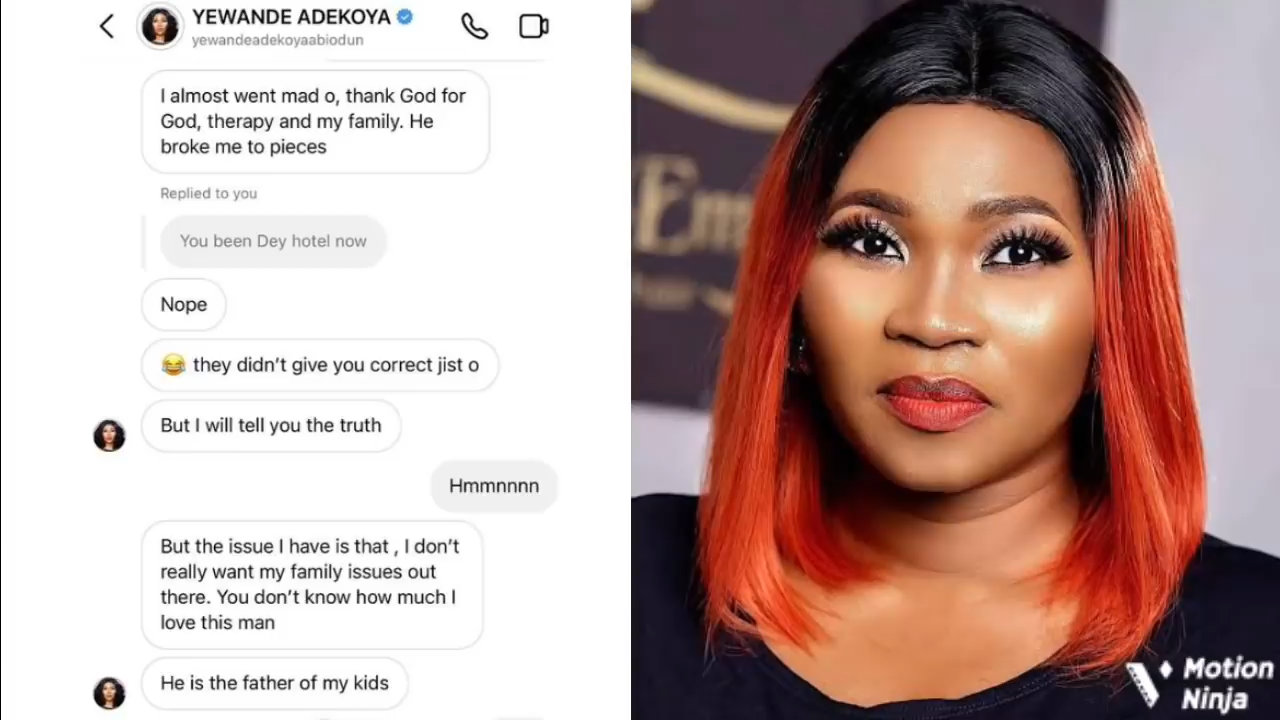 YEWANDE ADEKOYA
yewandeadekoyaabiodun
I almost went mad o, thank God for
God, therapy and my family. He
broke me to pieces
Replied to you
You been Dey hotel now
Nope
😂 they didn't give you correct jist o
But I will tell you the truth
Hmmnnnn
But the issue I have is that , I don't
really want my family issues out
there. You don't know how much I
love this man
He is the father of my kids
Em
Motion
Ninja